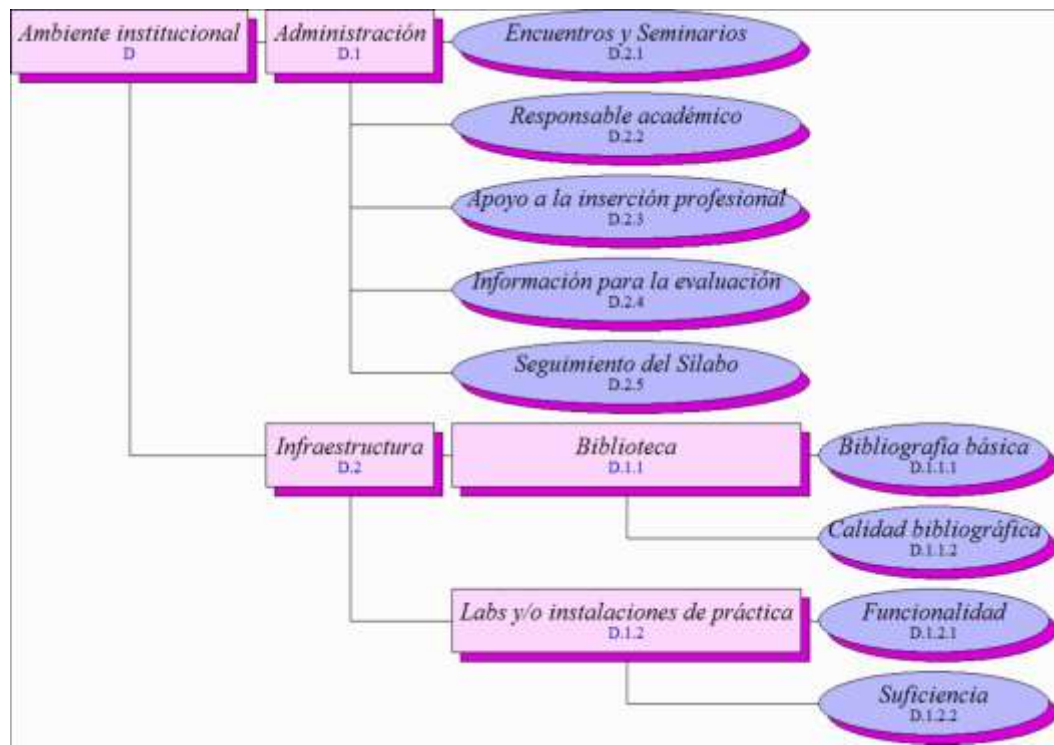 Ambiente institucional
D
Administración
D.1
Encuentros y Seminarios
D.2.1
Responsable académico
D.2.2
Apoyo a la inserción profesional
D.2.3
Información para la evaluación
D.2.4
Seguimiento del Sílabo
D.2.5
Infraestructura
D.2
Biblioteca
D.1.1
Bibliografía básica
D.1.1.1
Calidad bibliográfica
D.1.1.2
Labs y/o instalaciones de práctica
D.1.2
Funcionalidad
D.1.2.1
Suficiencia
D.1.2.2